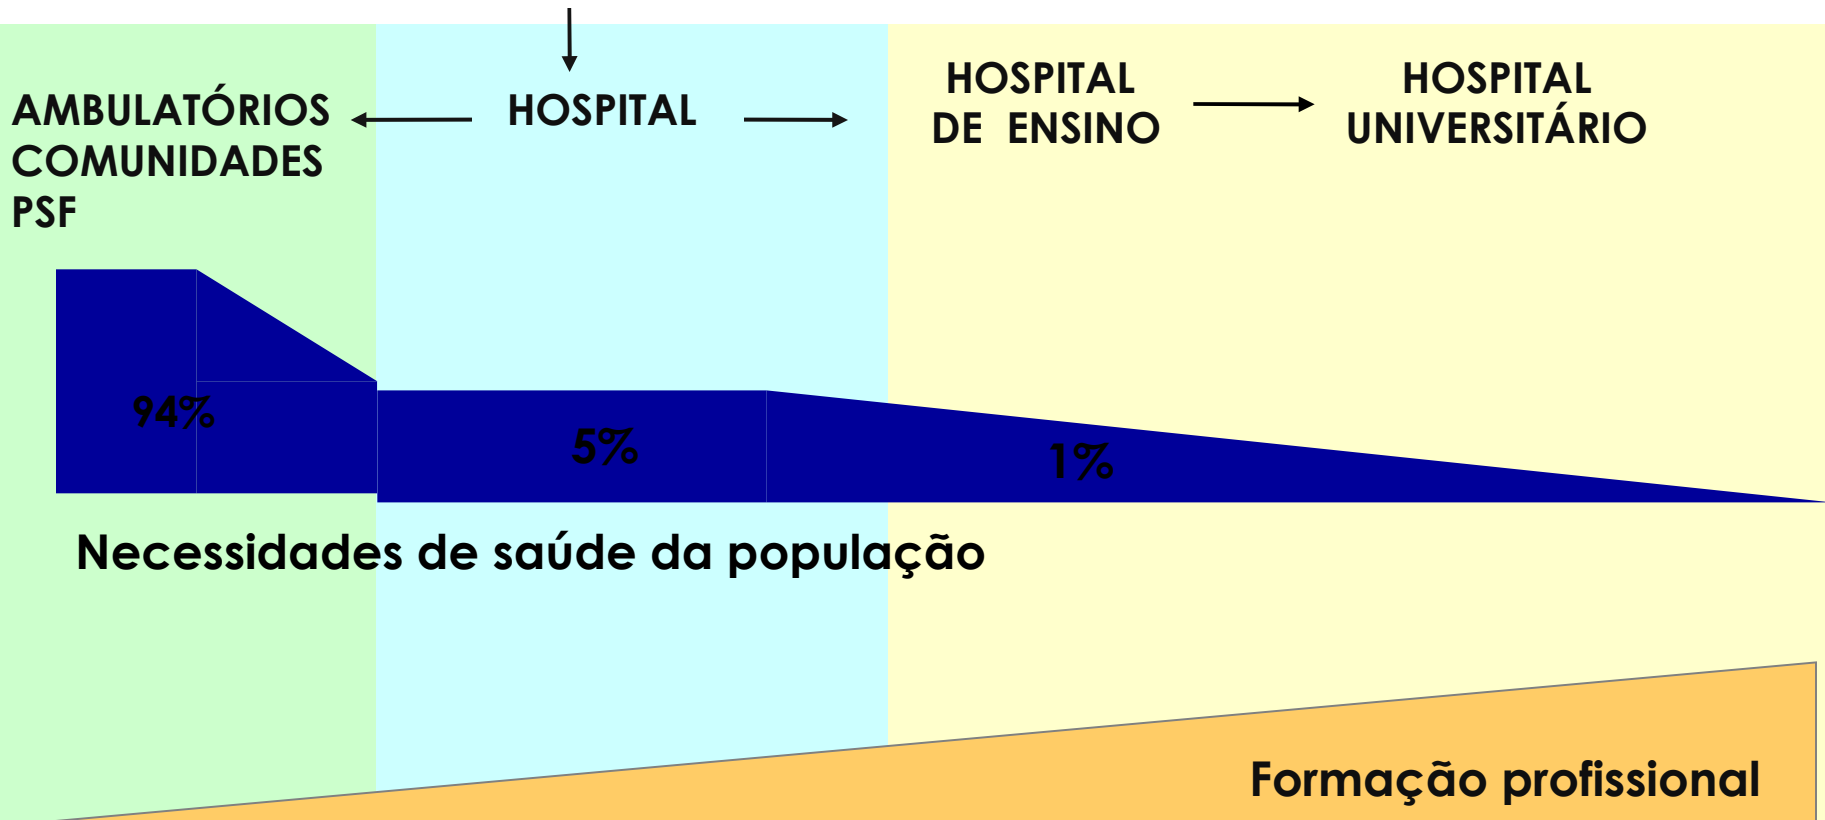 AMBULATÓRIOS
COMUNIDADES
PSF
HOSPITAL
HOSPITAL
DE ENSINO
HOSPITAL
UNIVERSITÁRIO
94%
5%
1%
Necessidades de saúde da população
Formação profissional